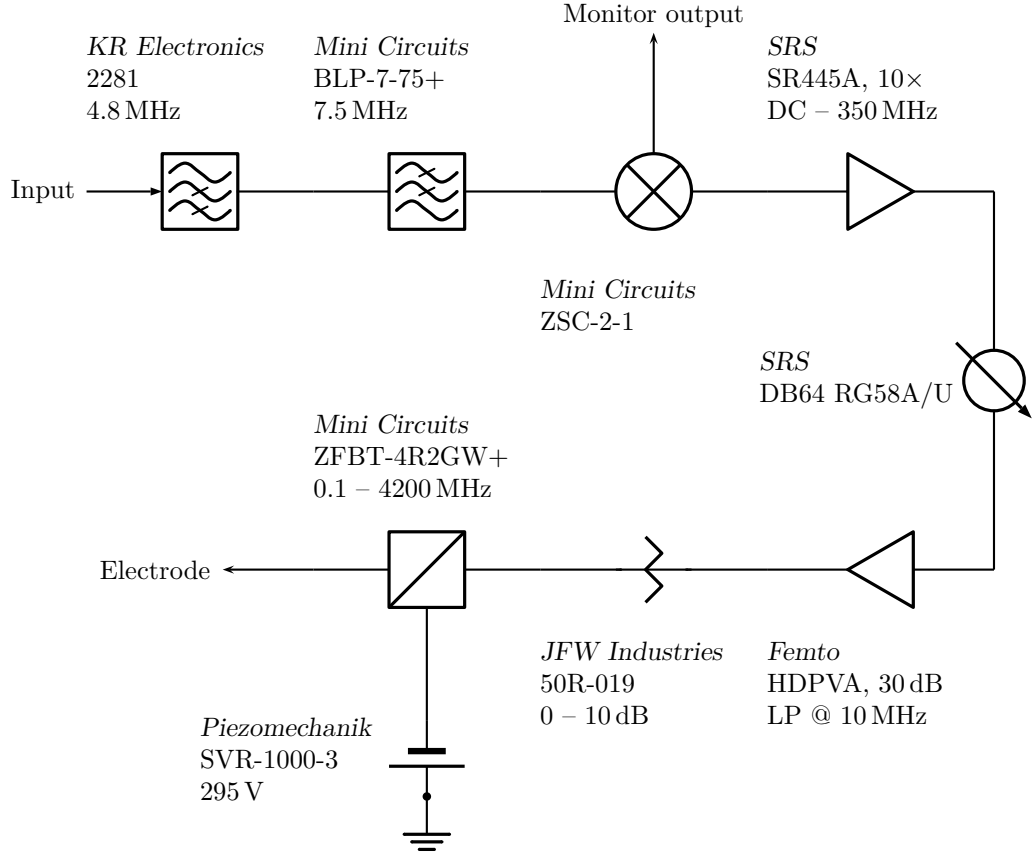 Monitor output
KR Electronics
2281
4.8 MHz
Mini Circuits
BLP-7-75+
7.5 MHz
SRS
SR445A, 10×
DC – 350 MHz
Input
Mini Circuits
ZSC-2-1
SRS
DB64 RG58A/U
Mini Circuits
ZFBT-4R2GW+
0.1 – 4200 MHz
Electrode
JFW Industries
50R-019
0 – 10 dB
Femto
HDPVA, 30 dB
LP @ 10 MHz
Piezomechanik
SVR-1000-3
295 V